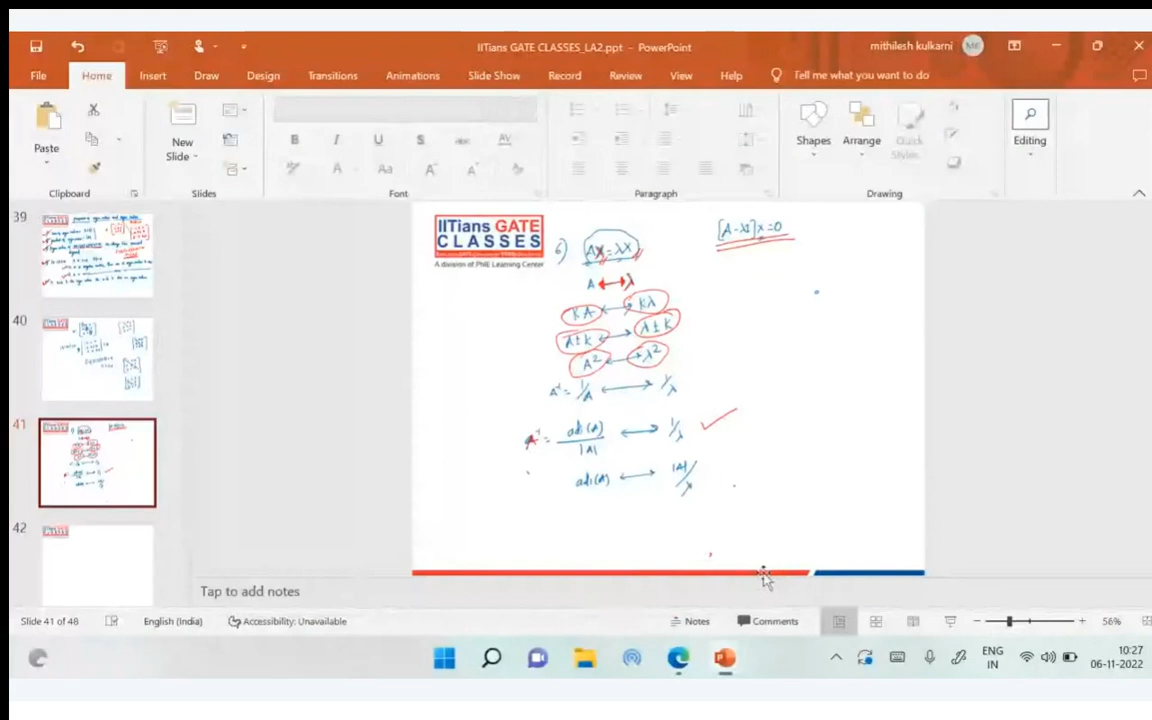 IITians GATE CLASSES_LA2.ppt - PowerPoint
mithilesh kulkarni
MK
File Home Insert Draw Design Transitions Animations Slide Show Record Review View Help Tell me what you want to do
Paste
New Slide
Shapes
Arrange
Quick Styles
Editing
Clipboard Slides Font Paragraph Drawing
39
40
41
42
IITians GATE
CLASSES
A division of PhIE Learning Center
6) AX = λX
[A-λI]X=0
A ↔ λ
KA ↔ Kλ
A±K ↔ λ±K
A² ↔ λ²
A⁻¹ = 1/A ↔ 1/λ
A⁻¹ = adj(A)/|A| ↔ 1/λ ✓
adj(A) ↔ |A|/λ
Tap to add notes
Slide 41 of 48 English (India) Accessibility: Unavailable Notes Comments 56%
ENG
IN
10:27
06-11-2022